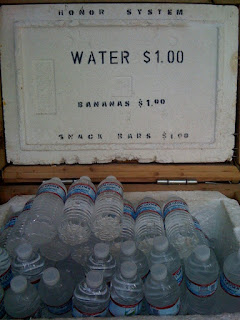 HONOR SYSTEM
WATER $1.00
BANANAS $1.00
SNACK BARS $1.00